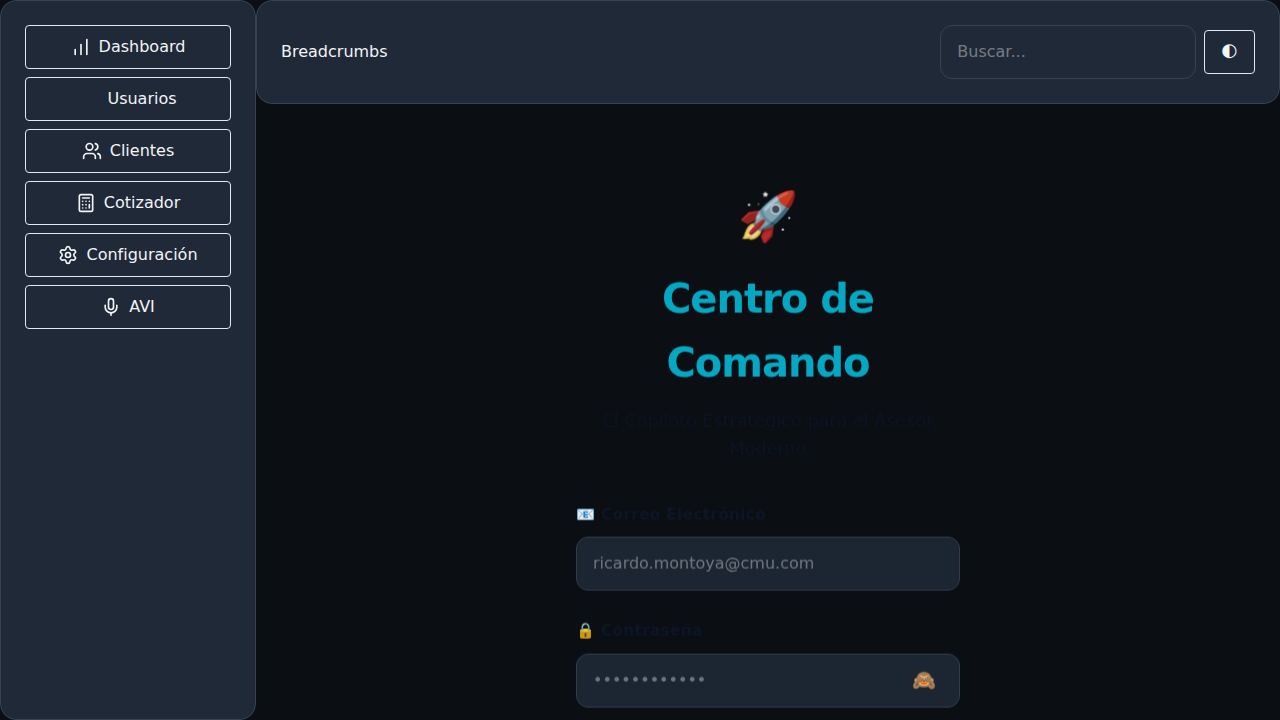 Dashboard
Usuarios
Clientes
Cotizador
Configuración
AVI
Breadcrumbs
Buscar...
Centro de
Comando
El Copiloto Estratégico para el Asesor
Moderno
Correo Electrónico
ricardo.montoya@cmu.com
Contraseña
••••••••••••